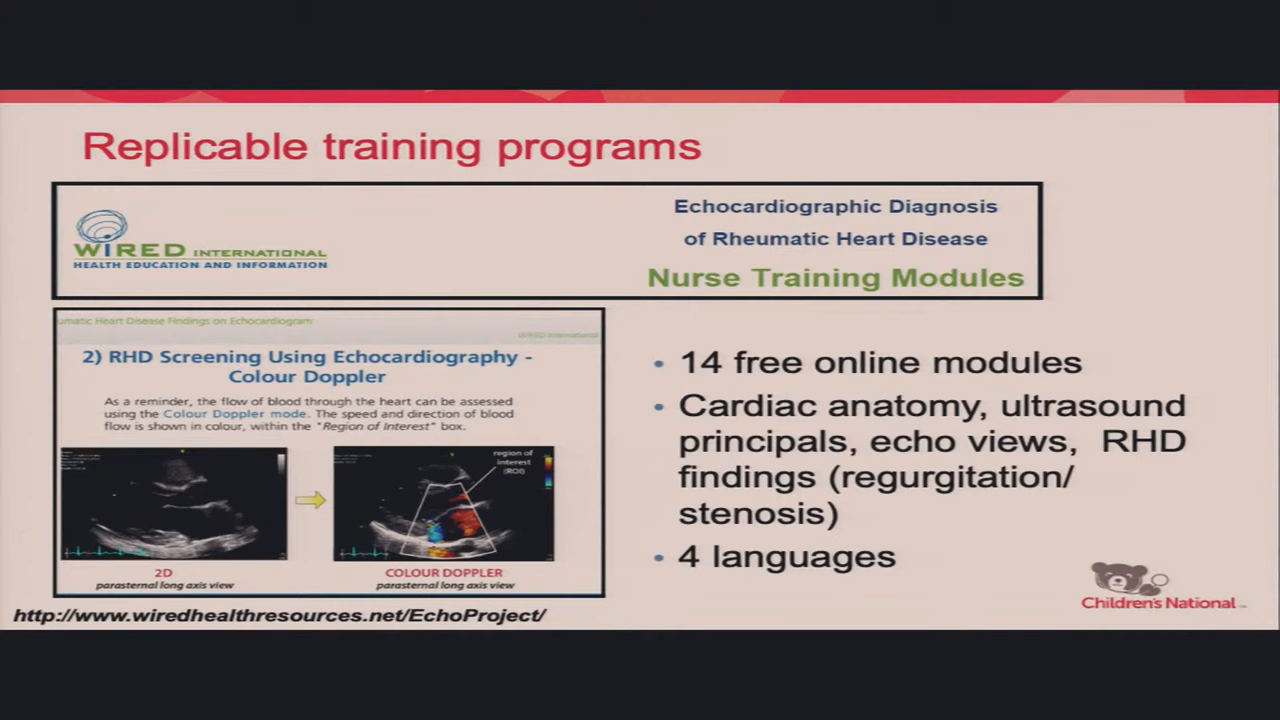 Replicable training programs
WiRED INTERNATIONAL
HEALTH EDUCATION AND INFORMATION
Echocardiographic Diagnosis
of Rheumatic Heart Disease
Nurse Training Modules
umatic Heart Disease Findings on Echocardiogram
WiRED International
2) RHD Screening Using Echocardiography -
Colour Doppler
As a reminder, the flow of blood through the heart can be assessed
using the Colour Doppler mode. The speed and direction of blood
flow is shown in colour, within the "Region of Interest" box.
region of
interest
(ROI)
2D
parasternal long axis view
COLOUR DOPPLER
parasternal long axis view
http://www.wiredhealthresources.net/EchoProject/
• 14 free online modules
• Cardiac anatomy, ultrasound
principals, echo views, RHD
findings (regurgitation/
stenosis)
• 4 languages
Children's National